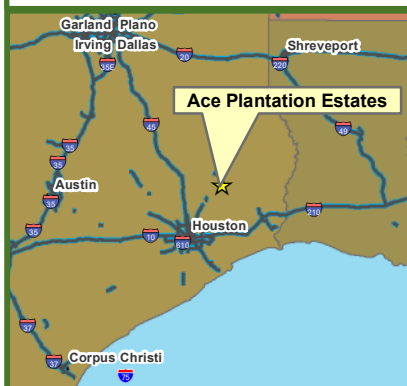 Garland Plano
Irving Dallas
35E
20
Shreveport
220
Ace Plantation Estates
45
35
49
35
Austin
35
210
Houston
35
10
610
37
Corpus Christi
37
75